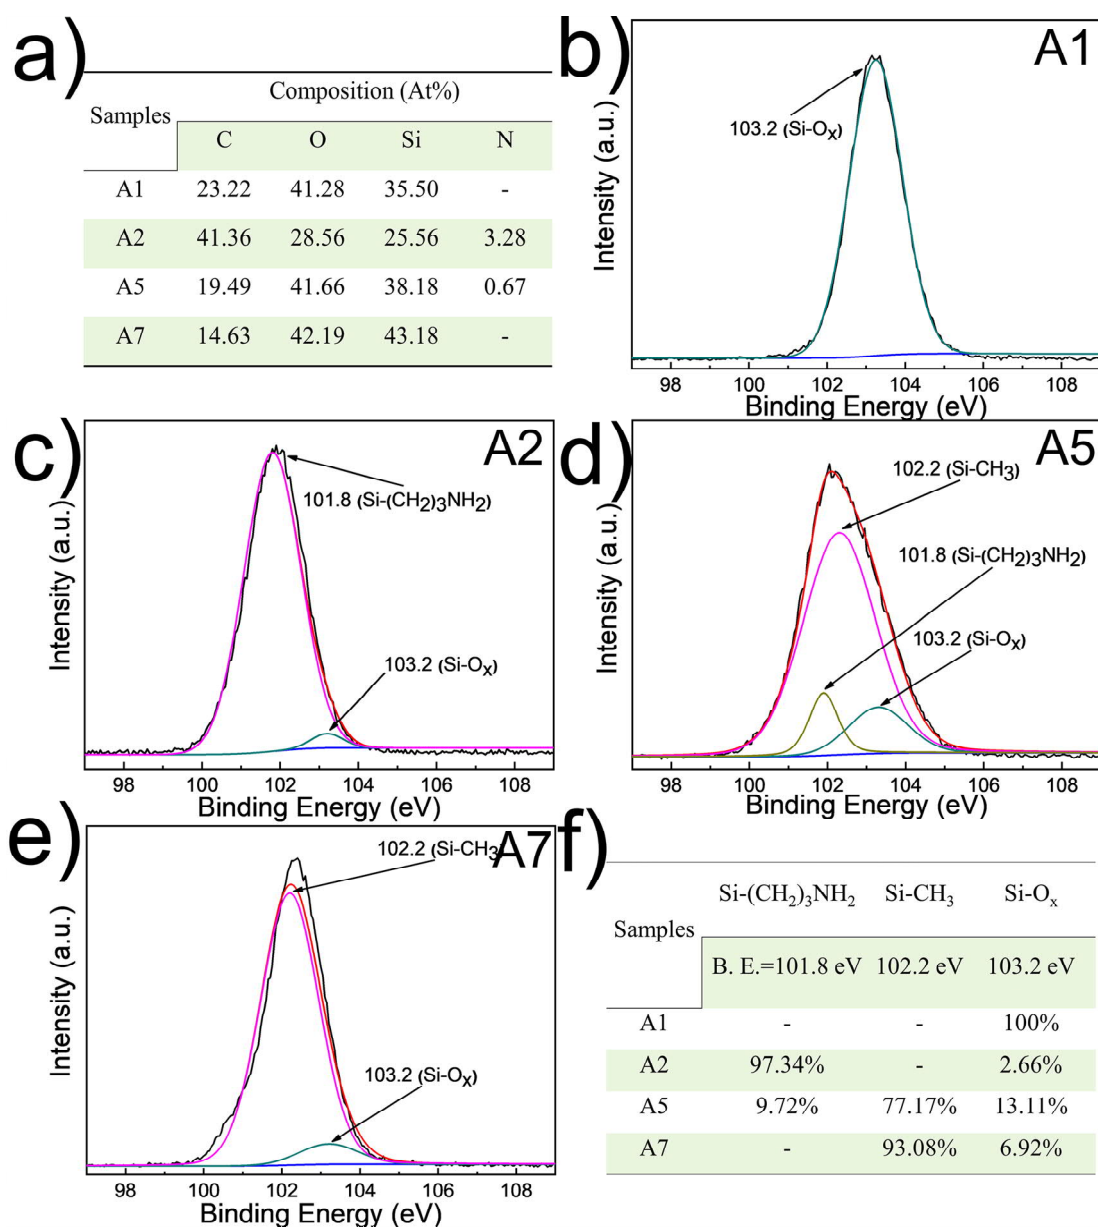 a)
Samples
Composition (At%)
C O Si N
A1 23.22 41.28 35.50 -
A2 41.36 28.56 25.56 3.28
A5 19.49 41.66 38.18 0.67
A7 14.63 42.19 43.18 -
b)
A1
103.2 (Si-Oₓ)
Intensity (a.u.)
98 100 102 104 106 108
Binding Energy (eV)
c)
A2
101.8 (Si-(CH2)3NH2)
103.2 (Si-Oₓ)
Intensity (a.u.)
98 100 102 104 106 108
Binding Energy (eV)
d)
A5
102.2 (Si-CH3)
101.8 (Si-(CH2)3NH2)
103.2 (Si-Oₓ)
Intensity (a.u.)
98 100 102 104 106 108
Binding Energy (eV)
e)
A7
102.2 (Si-CH3)
103.2 (Si-Oₓ)
Intensity (a.u.)
98 100 102 104 106 108
Binding Energy (eV)
f)
Samples
Si-(CH₂)₃NH₂ Si-CH₃ Si-Oₓ
B. E.=101.8 eV 102.2 eV 103.2 eV
A1 - - 100%
A2 97.34% - 2.66%
A5 9.72% 77.17% 13.11%
A7 - 93.08% 6.92%